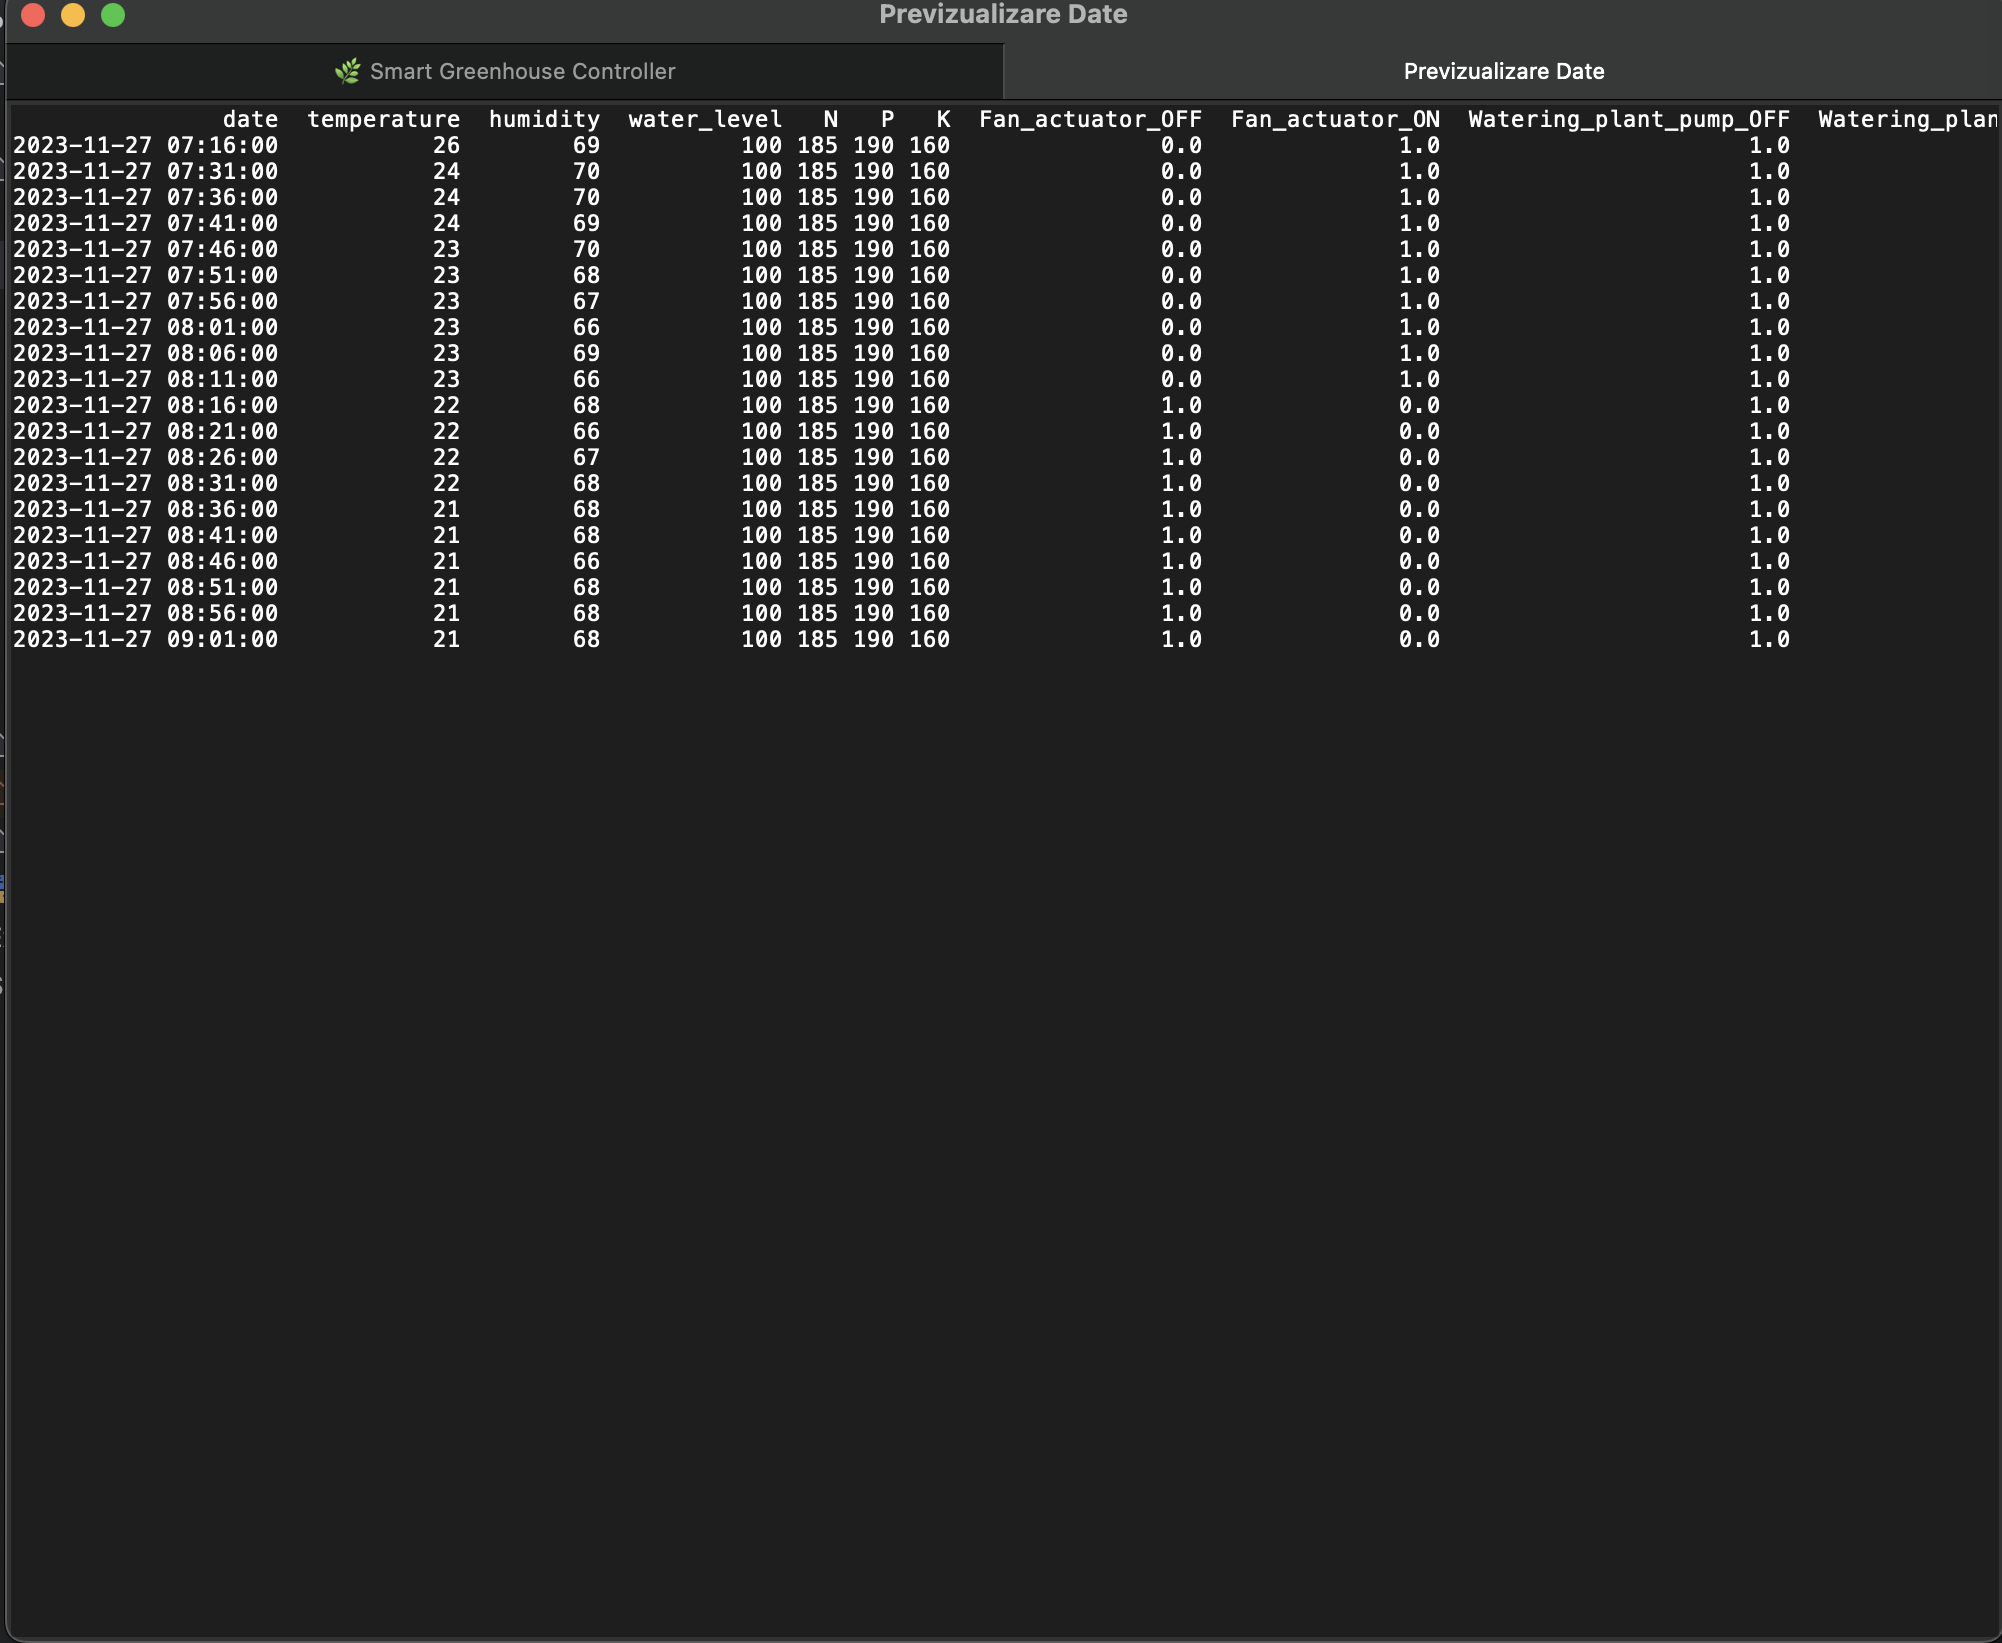 Previzualizare Date
🌿 Smart Greenhouse Controller Previzualizare Date
date temperature humidity water_level N P K Fan_actuator_OFF Fan_actuator_ON Watering_plant_pump_OFF Watering_plan
2023-11-27 07:16:00 26 69 100 185 190 160 0.0 1.0 1.0
2023-11-27 07:31:00 24 70 100 185 190 160 0.0 1.0 1.0
2023-11-27 07:36:00 24 70 100 185 190 160 0.0 1.0 1.0
2023-11-27 07:41:00 24 69 100 185 190 160 0.0 1.0 1.0
2023-11-27 07:46:00 23 70 100 185 190 160 0.0 1.0 1.0
2023-11-27 07:51:00 23 68 100 185 190 160 0.0 1.0 1.0
2023-11-27 07:56:00 23 67 100 185 190 160 0.0 1.0 1.0
2023-11-27 08:01:00 23 66 100 185 190 160 0.0 1.0 1.0
2023-11-27 08:06:00 23 69 100 185 190 160 0.0 1.0 1.0
2023-11-27 08:11:00 23 66 100 185 190 160 0.0 1.0 1.0
2023-11-27 08:16:00 22 68 100 185 190 160 1.0 0.0 1.0
2023-11-27 08:21:00 22 66 100 185 190 160 1.0 0.0 1.0
2023-11-27 08:26:00 22 67 100 185 190 160 1.0 0.0 1.0
2023-11-27 08:31:00 22 68 100 185 190 160 1.0 0.0 1.0
2023-11-27 08:36:00 21 68 100 185 190 160 1.0 0.0 1.0
2023-11-27 08:41:00 21 68 100 185 190 160 1.0 0.0 1.0
2023-11-27 08:46:00 21 66 100 185 190 160 1.0 0.0 1.0
2023-11-27 08:51:00 21 68 100 185 190 160 1.0 0.0 1.0
2023-11-27 08:56:00 21 68 100 185 190 160 1.0 0.0 1.0
2023-11-27 09:01:00 21 68 100 185 190 160 1.0 0.0 1.0